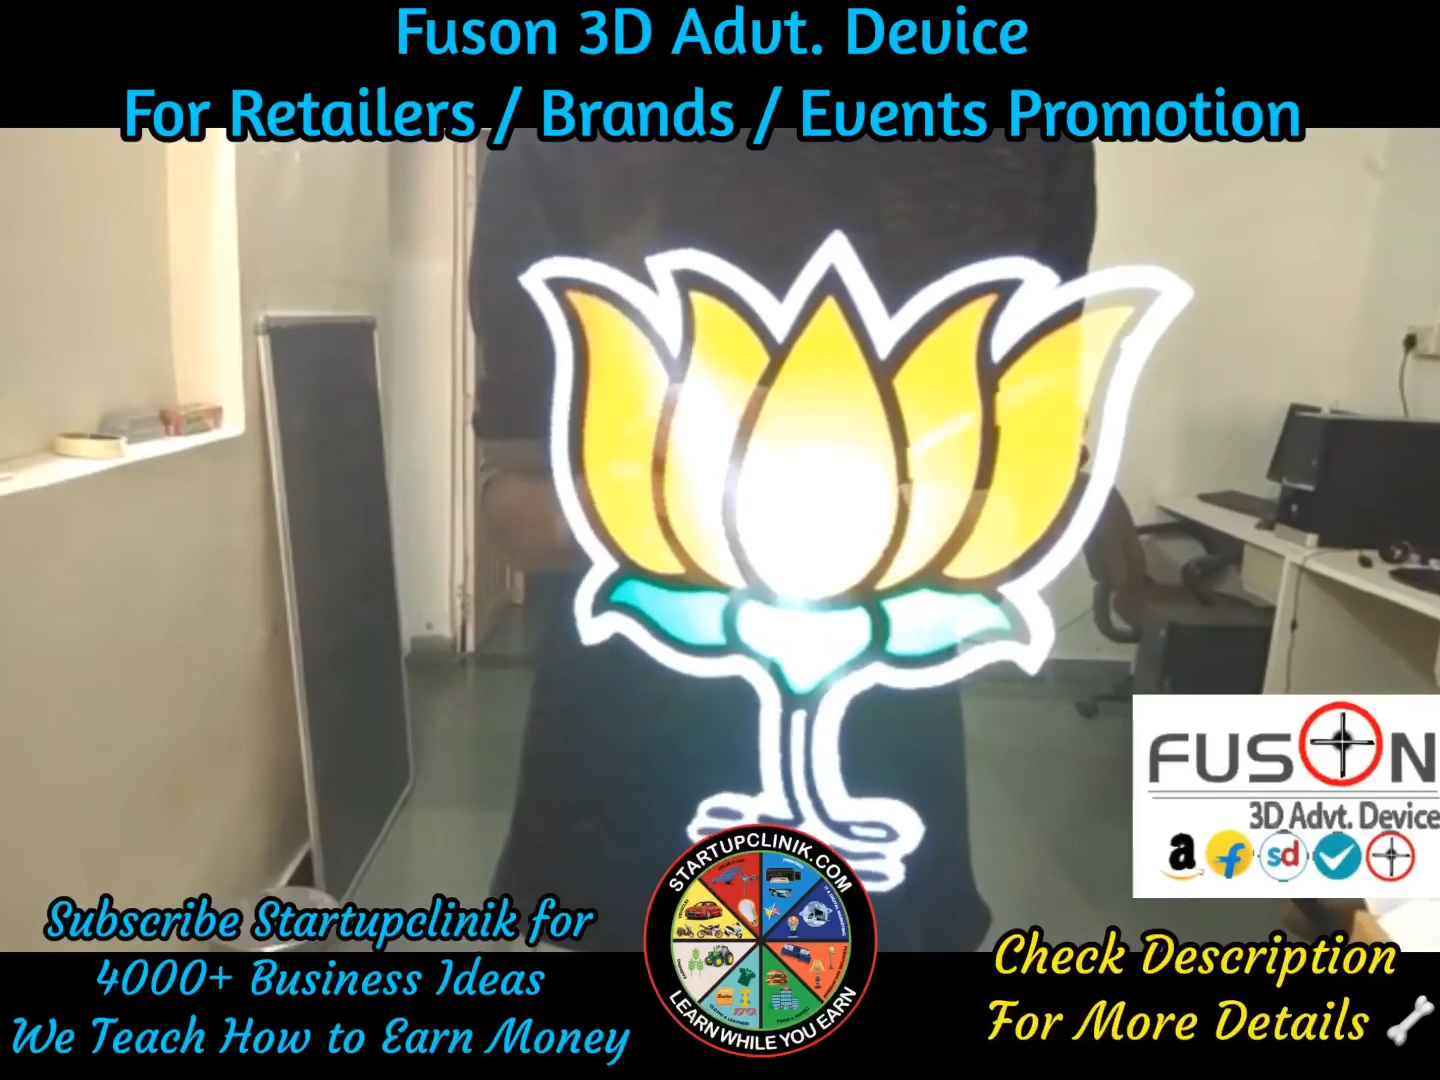 Fuson 3D Advt. Device
For Retailers / Brands / Events Promotion
FUSON
3D Advt. Device
a f sd
STARTUPCLINIK.COM
LEARN WHILE YOU EARN
Subscribe Startupclinik for
4000+ Business Ideas
We Teach How to Earn Money
Check Description
For More Details